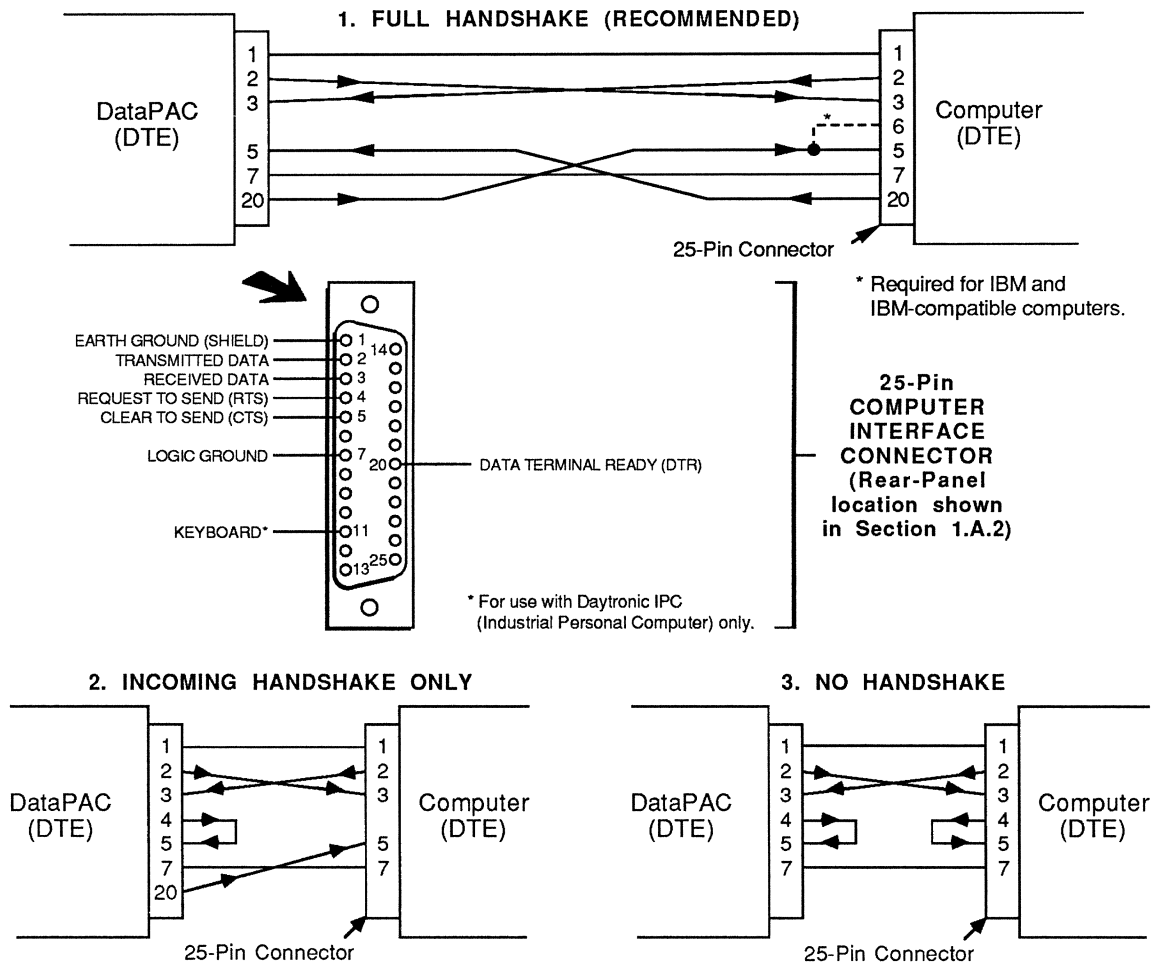 1. FULL HANDSHAKE (RECOMMENDED)
DataPAC
(DTE)
1
2
3
5
7
20
1
2
3
6
5
7
20
*
Computer
(DTE)
25-Pin Connector
* Required for IBM and
IBM-compatible computers.
EARTH GROUND (SHIELD)
TRANSMITTED DATA
RECEIVED DATA
REQUEST TO SEND (RTS)
CLEAR TO SEND (CTS)
LOGIC GROUND
KEYBOARD*
1
2
3
4
5
7
11
13
14
20
25
DATA TERMINAL READY (DTR)
* For use with Daytronic IPC
(Industrial Personal Computer) only.
25-Pin
COMPUTER
INTERFACE
CONNECTOR
(Rear-Panel
location shown
in Section 1.A.2)
2. INCOMING HANDSHAKE ONLY
DataPAC
(DTE)
1
2
3
4
5
7
20
1
2
3
5
7
Computer
(DTE)
25-Pin Connector
3. NO HANDSHAKE
DataPAC
(DTE)
1
2
3
4
5
7
1
2
3
4
5
7
Computer
(DTE)
25-Pin Connector